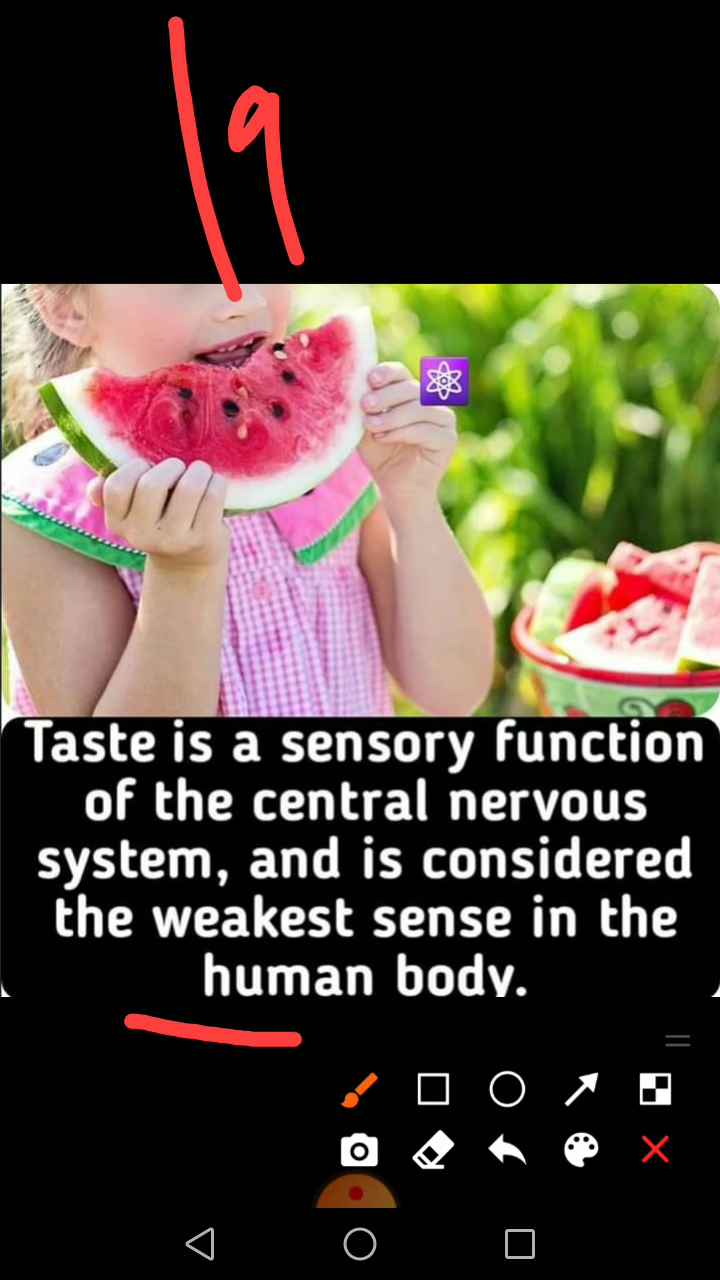 19
Taste is a sensory function
of the central nervous
system, and is considered
the weakest sense in the
human body.